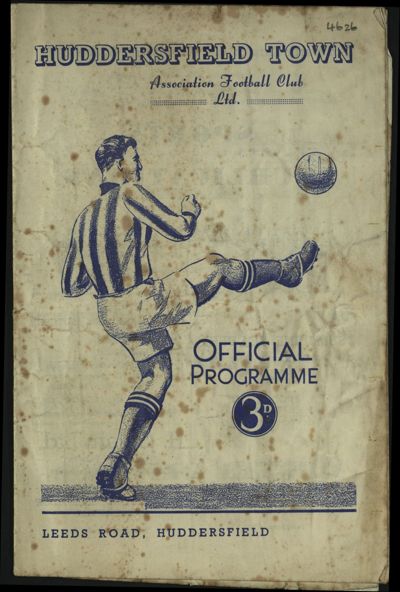 4626
HUDDERSFIELD TOWN
Association Football Club
Ltd.
OFFICIAL
PROGRAMME
3D.
LEEDS ROAD, HUDDERSFIELD